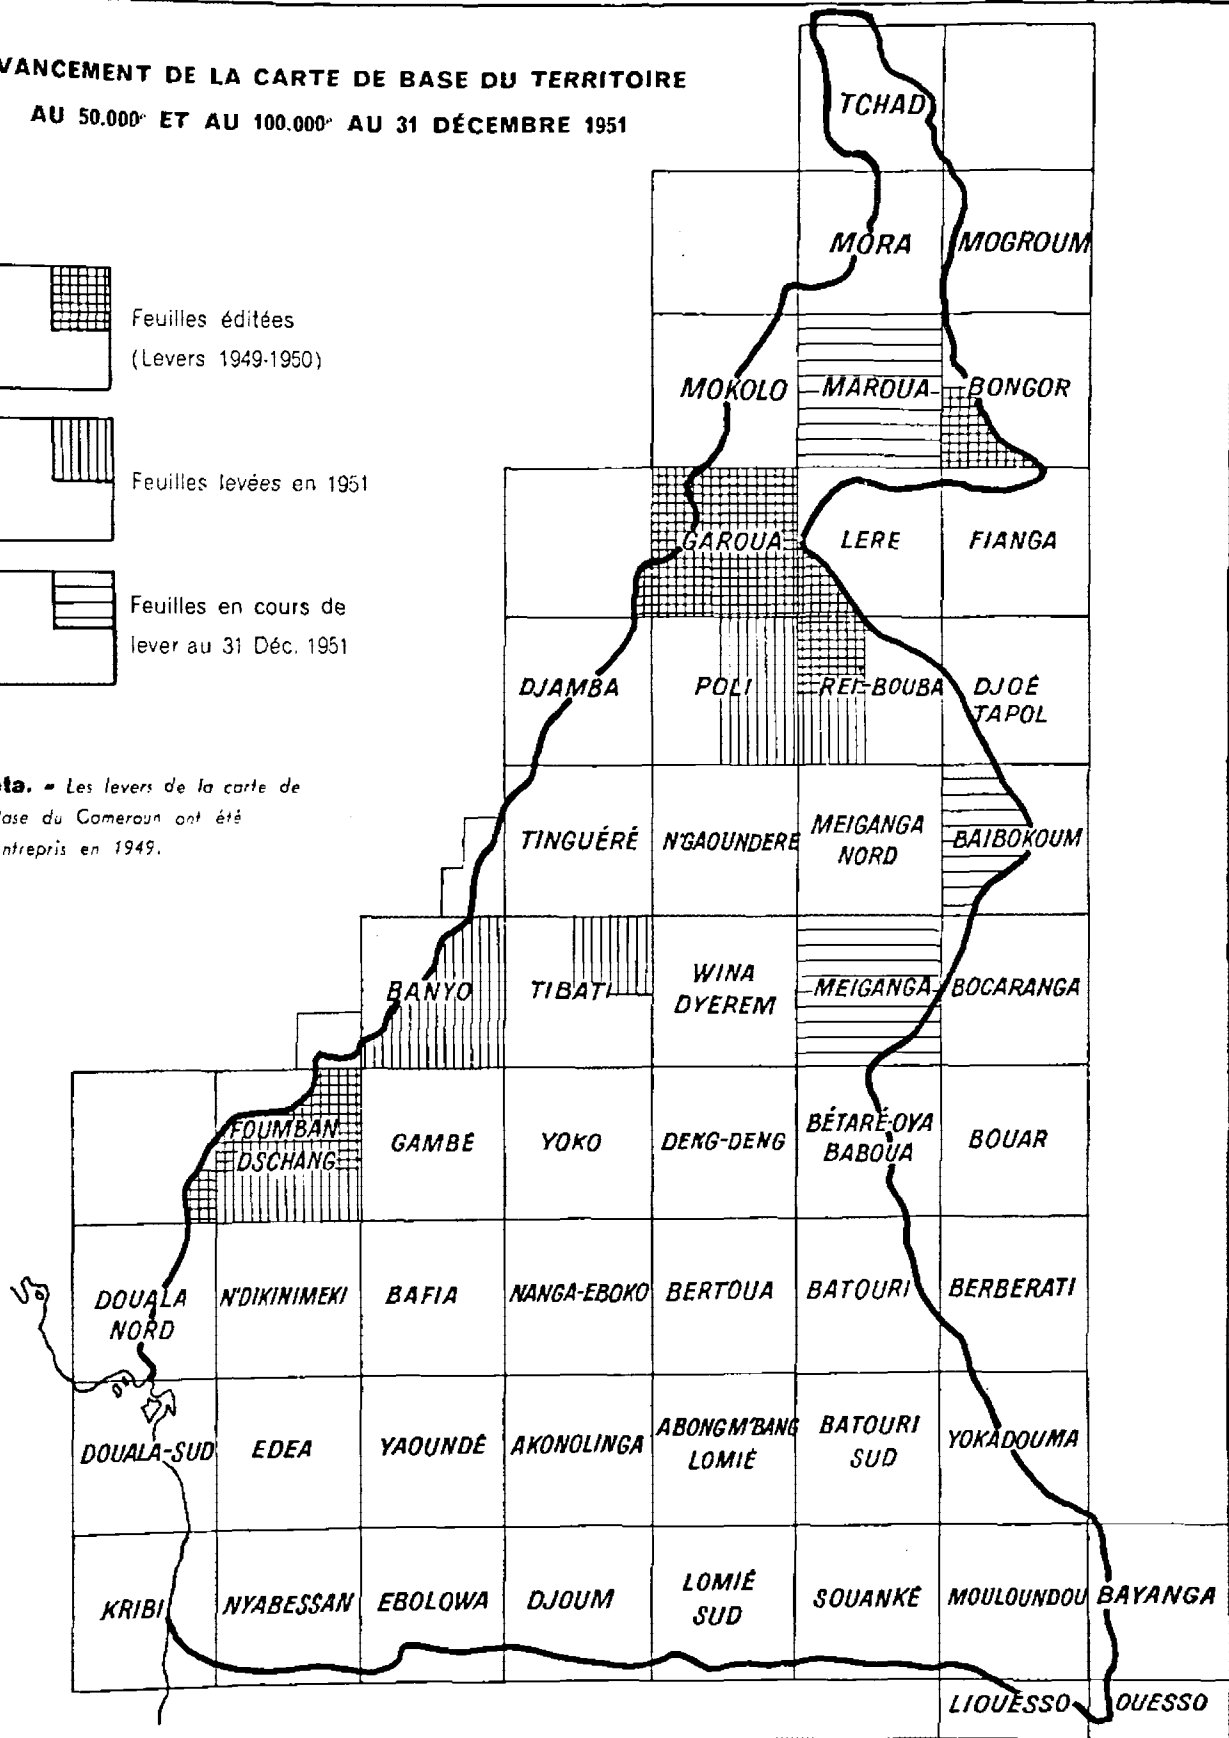 VANCEMENT DE LA CARTE DE BASE DU TERRITOIRE
AU 50.000e ET AU 100.000e AU 31 DÉCEMBRE 1951
Feuilles éditées
(Levers 1949-1950)
Feuilles levées en 1951
Feuilles en cours de
lever au 31 Déc. 1951
ta. - Les levers de la carte de
ase du Cameroun ont été
ntrepris en 1949.
TCHAD
MORA
MOGROUM
MOKOLO
MAROUA
BONGOR
GAROUA
LERE
FIANGA
DJAMBA
POLI
REI-BOUBA
DJOÉ
TAPOL
TINGUÉRÉ
N'GAOUNDERE
MEIGANGA
NORD
BAIBOKOUM
BANYO
TIBATI
WINA
DYEREM
MEIGANGA
BOCARANGA
FOUMBAN
DSCHANG
GAMBÉ
YOKO
DENG-DENG
BÉTARÉ-OYA
BABOUA
BOUAR
DOUALA
NORD
N'DIKINIMEKI
BAFIA
NANGA-EBOKO
BERTOUA
BATOURI
BERBERATI
DOUALA-SUD
EDEA
YAOUNDÉ
AKONOLINGA
ABONG M'BANG
LOMIÉ
BATOURI
SUD
YOKADOUMA
KRIBI
NYABESSAN
EBOLOWA
DJOUM
LOMIÉ
SUD
SOUANKÉ
MOULOUNDOU
BAYANGA
LIOUESSO
OUESSO